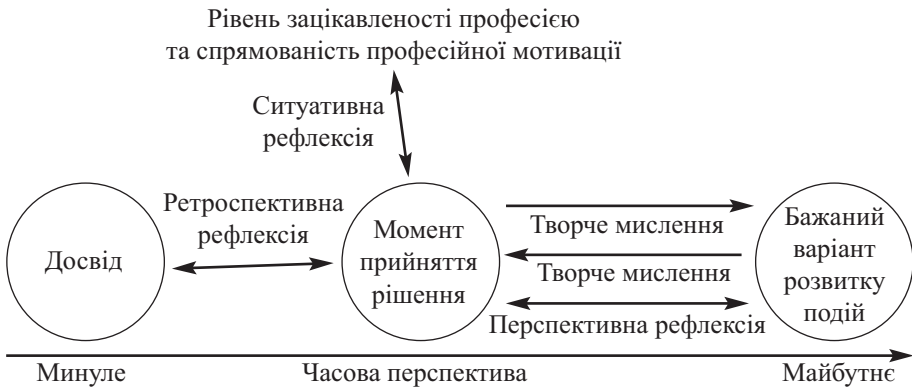 Рівень зацікавленості професією
та спрямованість професійної мотивації
Ситуативна
рефлексія
Ретроспективна
рефлексія
Досвід
Момент
прийняття
рішення
Творче мислення
Творче мислення
Перспективна рефлексія
Бажаний
варіант
розвитку
подій
Минуле
Часова перспектива
Майбутнє